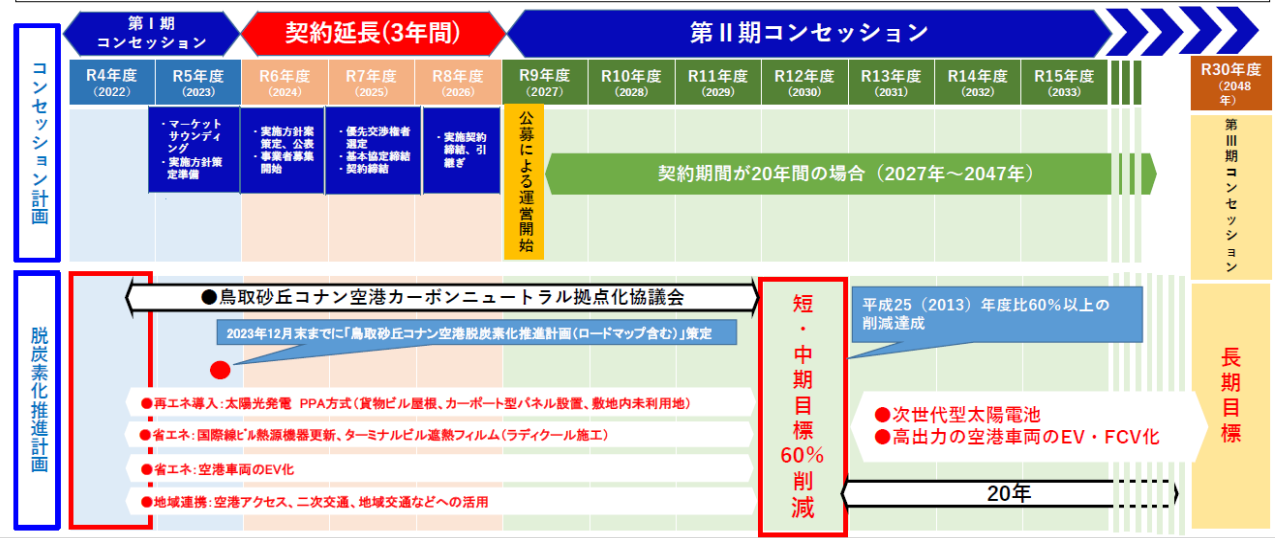 第Ⅰ期
コンセッション
契約延長(3年間)
第Ⅱ期コンセッション
コンセッション計画
R4年度
(2022)
R5年度
(2023)
R6年度
(2024)
R7年度
(2025)
R8年度
(2026)
R9年度
(2027)
R10年度
(2028)
R11年度
(2029)
R12年度
(2030)
R13年度
(2031)
R14年度
(2032)
R15年度
(2033)
R30年度
(2048
年)
・マーケット
サウンディ
ング
・実施方針策
定準備
・実施方針案
策定、公表
・事業者募集
開始
・優先交渉権者
選定
・基本協定締結
・契約締結
・実施契約
締結、引
継ぎ
公募による運営開始
契約期間が20年間の場合（2027年～2047年）
第Ⅲ期コンセッション
脱炭素化推進計画
●鳥取砂丘コナン空港カーボンニュートラル拠点化協議会
2023年12月末までに「鳥取砂丘コナン空港脱炭素化推進計画(ロードマップ含む)」策定
●再エネ導入：太陽光発電 PPA方式(貨物ビル屋根、カーポート型パネル設置、敷地内未利用地)
●省エネ：国際線ﾋﾞﾙ熱源機器更新、ターミナルビル遮熱フィルム(ラディクール施工)
●省エネ：空港車両のEV化
●地域連携：空港アクセス、二次交通、地域交通などへの活用
短・中期目標60%削減
平成25（2013）年度比60％以上の
削減達成
●次世代型太陽電池
●高出力の空港車両のEV・FCV化
20年
長期目標